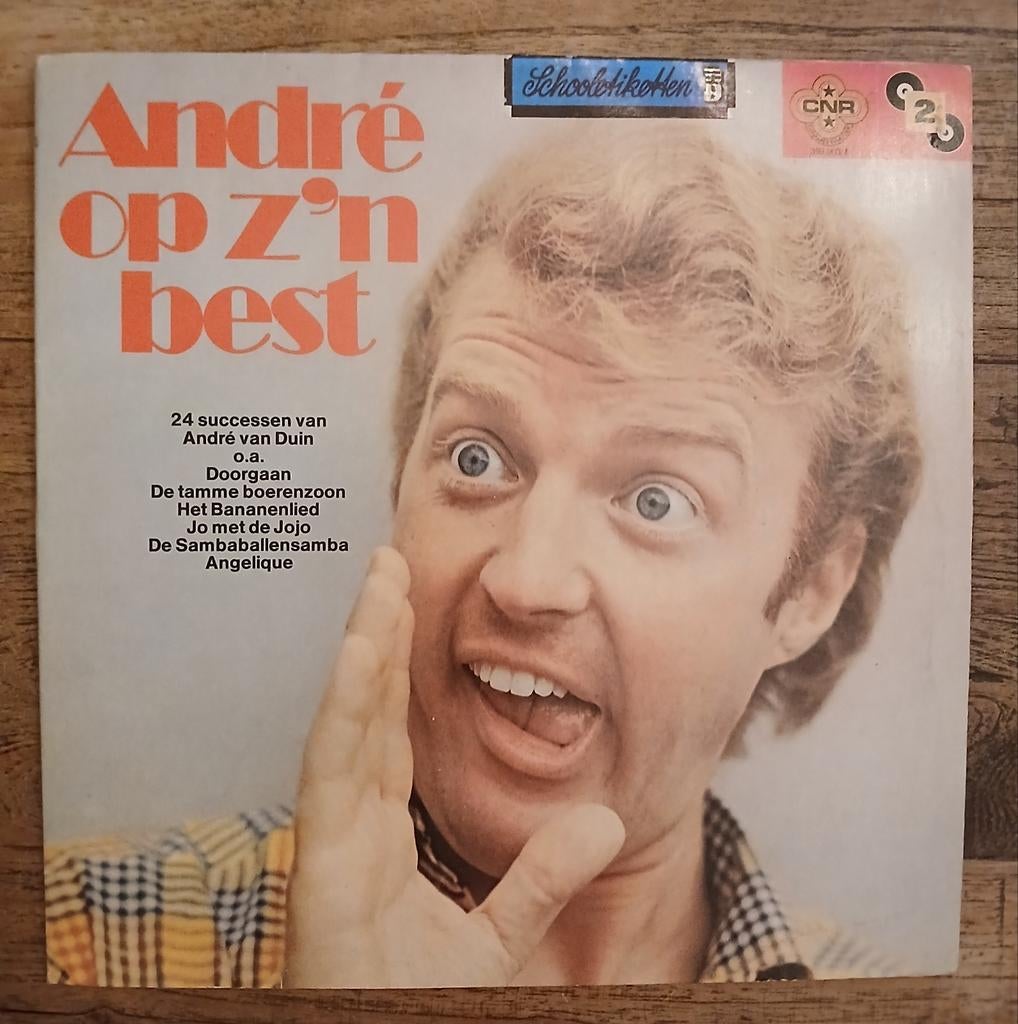 André
op z'n
best
Schooletiketten
CNR
2
24 successen van
André van Duin
o.a.
Doorgaan
De tamme boerenzoon
Het Bananenlied
Jo met de Jojo
De Sambaballensamba
Angelique